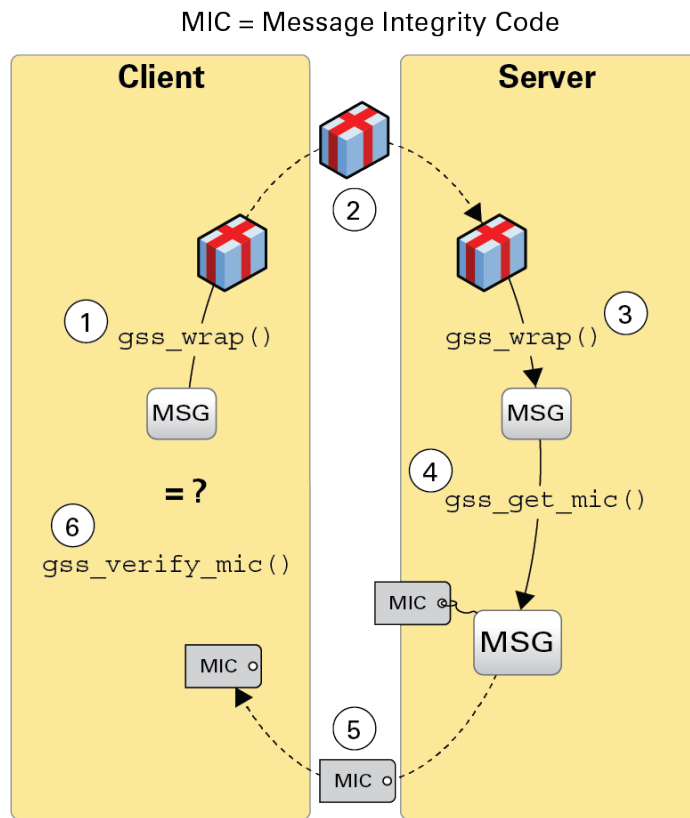 MIC = Message Integrity Code
Client
Server
2
1
gss_wrap()
3
gss_wrap()
MSG
MSG
= ?
4
gss_get_mic()
6
gss_verify_mic()
MIC
MSG
MIC
5
MIC